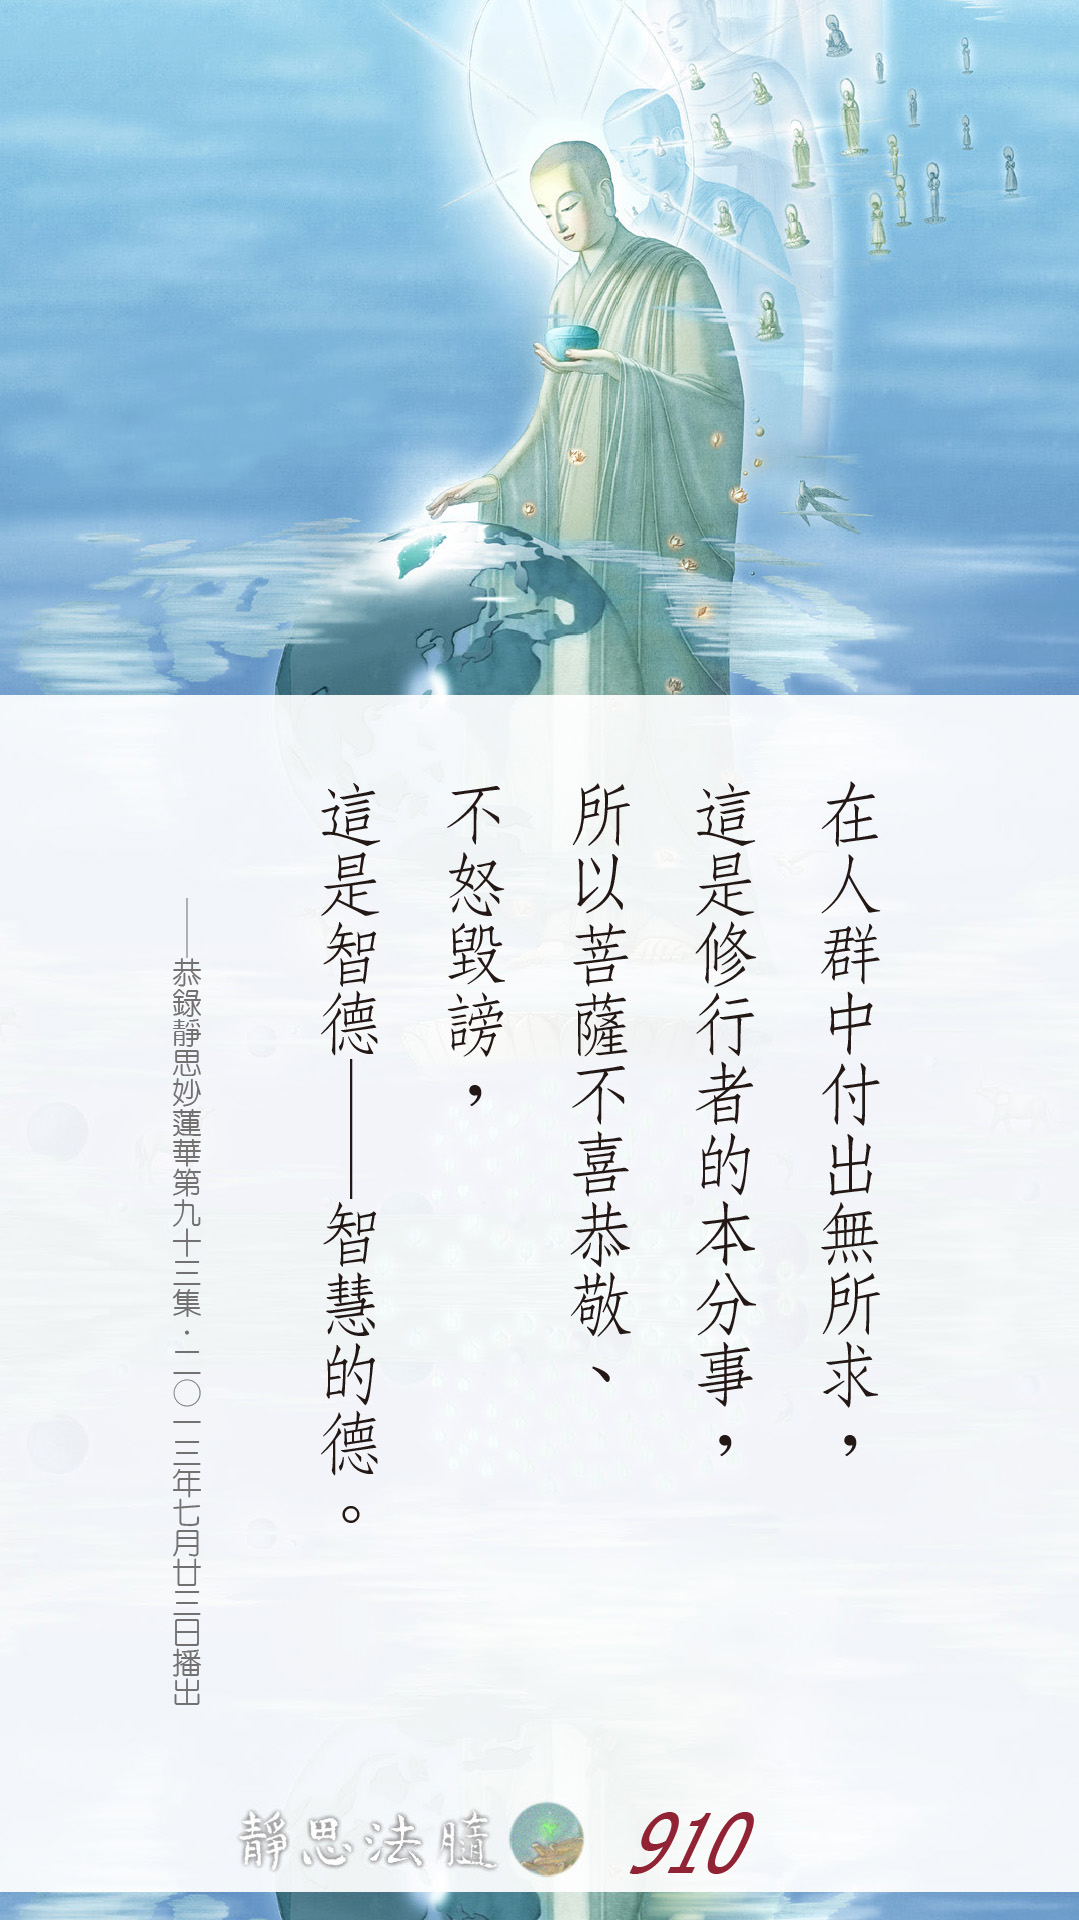 在人群中付出無所求，
這是修行者的本分事，
所以菩薩不喜恭敬、
不怒毀謗，
這是智德——智慧的德。
——恭錄靜思妙蓮華第九十三集．二〇一三年七月廿三日播出
靜思法髓
910